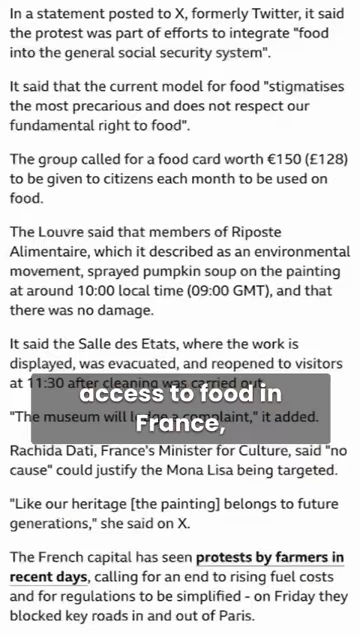 In a statement posted to X, formerly Twitter, it said
the protest was part of efforts to integrate "food
into the general social security system".
It said that the current model for food "stigmatises
the most precarious and does not respect our
fundamental right to food".
The group called for a food card worth €150 (£128)
to be given to citizens each month to be used on
food.
The Louvre said that members of Riposte
Alimentaire, which it described as an environmental
movement, sprayed pumpkin soup on the painting
at around 10:00 local time (09:00 GMT), and that
there was no damage.
It said the Salle des Etats, where the work is
displayed, was evacuated, and reopened to visitors
at 11:30 after cleaning was carried out.
access to food in
"The museum will lodge a complaint," it added.
France,
Rachida Dati, France's Minister for Culture, said "no
cause" could justify the Mona Lisa being targeted.
"Like our heritage [the painting] belongs to future
generations," she said on X.
The French capital has seen protests by farmers in
recent days, calling for an end to rising fuel costs
and for regulations to be simplified - on Friday they
blocked key roads in and out of Paris.